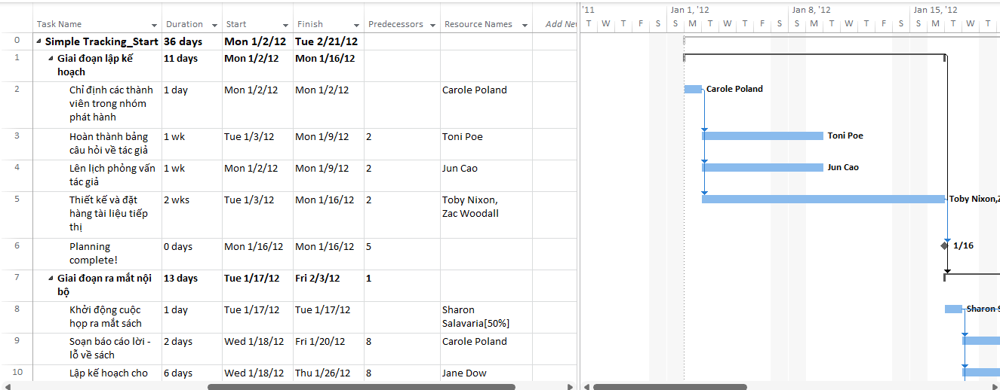 '11 Jan 1, '12 Jan 8, '12 Jan 15, '12
Task Name Duration Start Finish Predecessors Resource Names Add New T W T F S S M T W T F S S M T W T F S S M T W T
0 Simple Tracking_Start 36 days Mon 1/2/12 Tue 2/21/12
1 Giai đoạn lập kế 11 days Mon 1/2/12 Mon 1/16/12
hoạch
2 Chỉ định các thành 1 day Mon 1/2/12 Mon 1/2/12 Carole Poland Carole Poland
viên trong nhóm
phát hành
3 Hoàn thành bảng 1 wk Tue 1/3/12 Mon 1/9/12 2 Toni Poe Toni Poe
câu hỏi về tác giả
4 Lên lịch phỏng vấn 1 wk Mon 1/2/12 Mon 1/9/12 2 Jun Cao Jun Cao
tác giả
5 Thiết kế và đặt 2 wks Tue 1/3/12 Mon 1/16/12 2 Toby Nixon, Toby Nixon,Z
hàng tài liệu tiếp Zac Woodall
thị
6 Planning 0 days Mon 1/16/12 Mon 1/16/12 5 1/16
complete!
7 Giai đoạn ra mắt nội 13 days Tue 1/17/12 Fri 2/3/12 1
bộ
8 Khởi động cuộc 1 day Tue 1/17/12 Tue 1/17/12 Sharon Sharon S
họp ra mắt sách Salavaria[50%]
9 Soạn báo cáo lời - 2 days Wed 1/18/12 Fri 1/20/12 8 Carole Poland
lỗ về sách
10 Lập kế hoạch cho 6 days Wed 1/18/12 Thu 1/26/12 8 Jane Dow